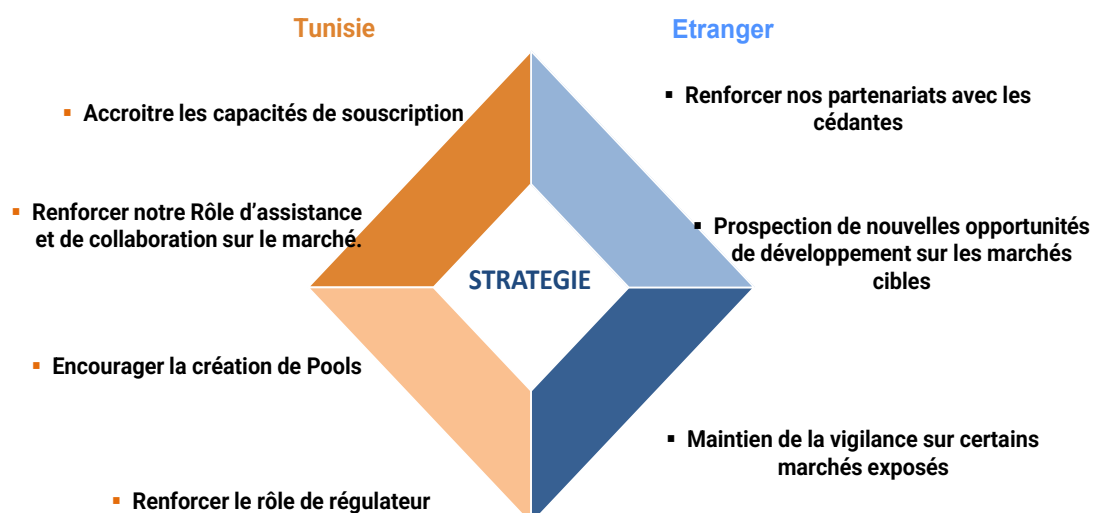 Tunisie
Etranger
▪ Accroitre les capacités de souscription
▪ Renforcer notre Rôle d’assistance
et de collaboration sur le marché.
▪ Encourager la création de Pools
▪ Renforcer le rôle de régulateur
STRATEGIE
▪ Renforcer nos partenariats avec les
cédantes
▪ Prospection de nouvelles opportunités
de développement sur les marchés
cibles
▪ Maintien de la vigilance sur certains
marchés exposés